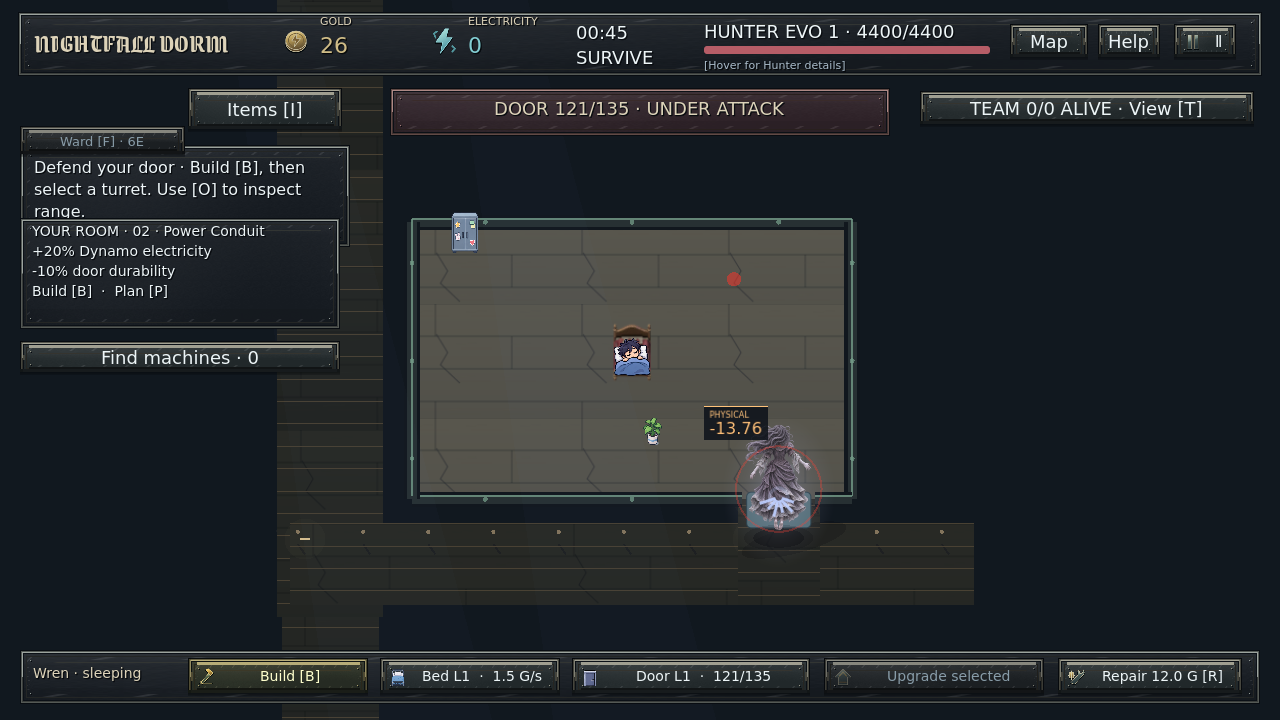 NIGHTFALL DORM
GOLD
26
ELECTRICITY
0
00:45
SURVIVE
HUNTER EVO 1 · 4400/4400
[Hover for Hunter details]
Map
Help
II
Items [I]
DOOR 121/135 · UNDER ATTACK
TEAM 0/0 ALIVE · View [T]
Ward [F] · 6E
Defend your door · Build [B], then
select a turret. Use [O] to inspect
range.
YOUR ROOM · 02 · Power Conduit
+20% Dynamo electricity
-10% door durability
Build [B] · Plan [P]
Find machines · 0
PHYSICAL
-13.76
Wren · sleeping
Build [B]
Bed L1 · 1.5 G/s
Door L1 · 121/135
Upgrade selected
Repair 12.0 G [R]